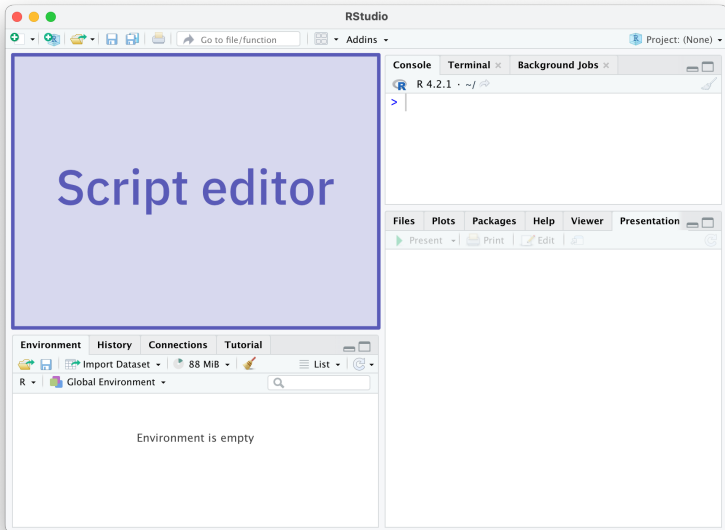 RStudio
Go to file/function
Addins
Project: (None)
Script editor
Console Terminal Background Jobs
R R 4.2.1 · ~/
>
Files Plots Packages Help Viewer Presentation
Present Print Edit
Environment History Connections Tutorial
Import Dataset 88 MiB List
R Global Environment
Environment is empty